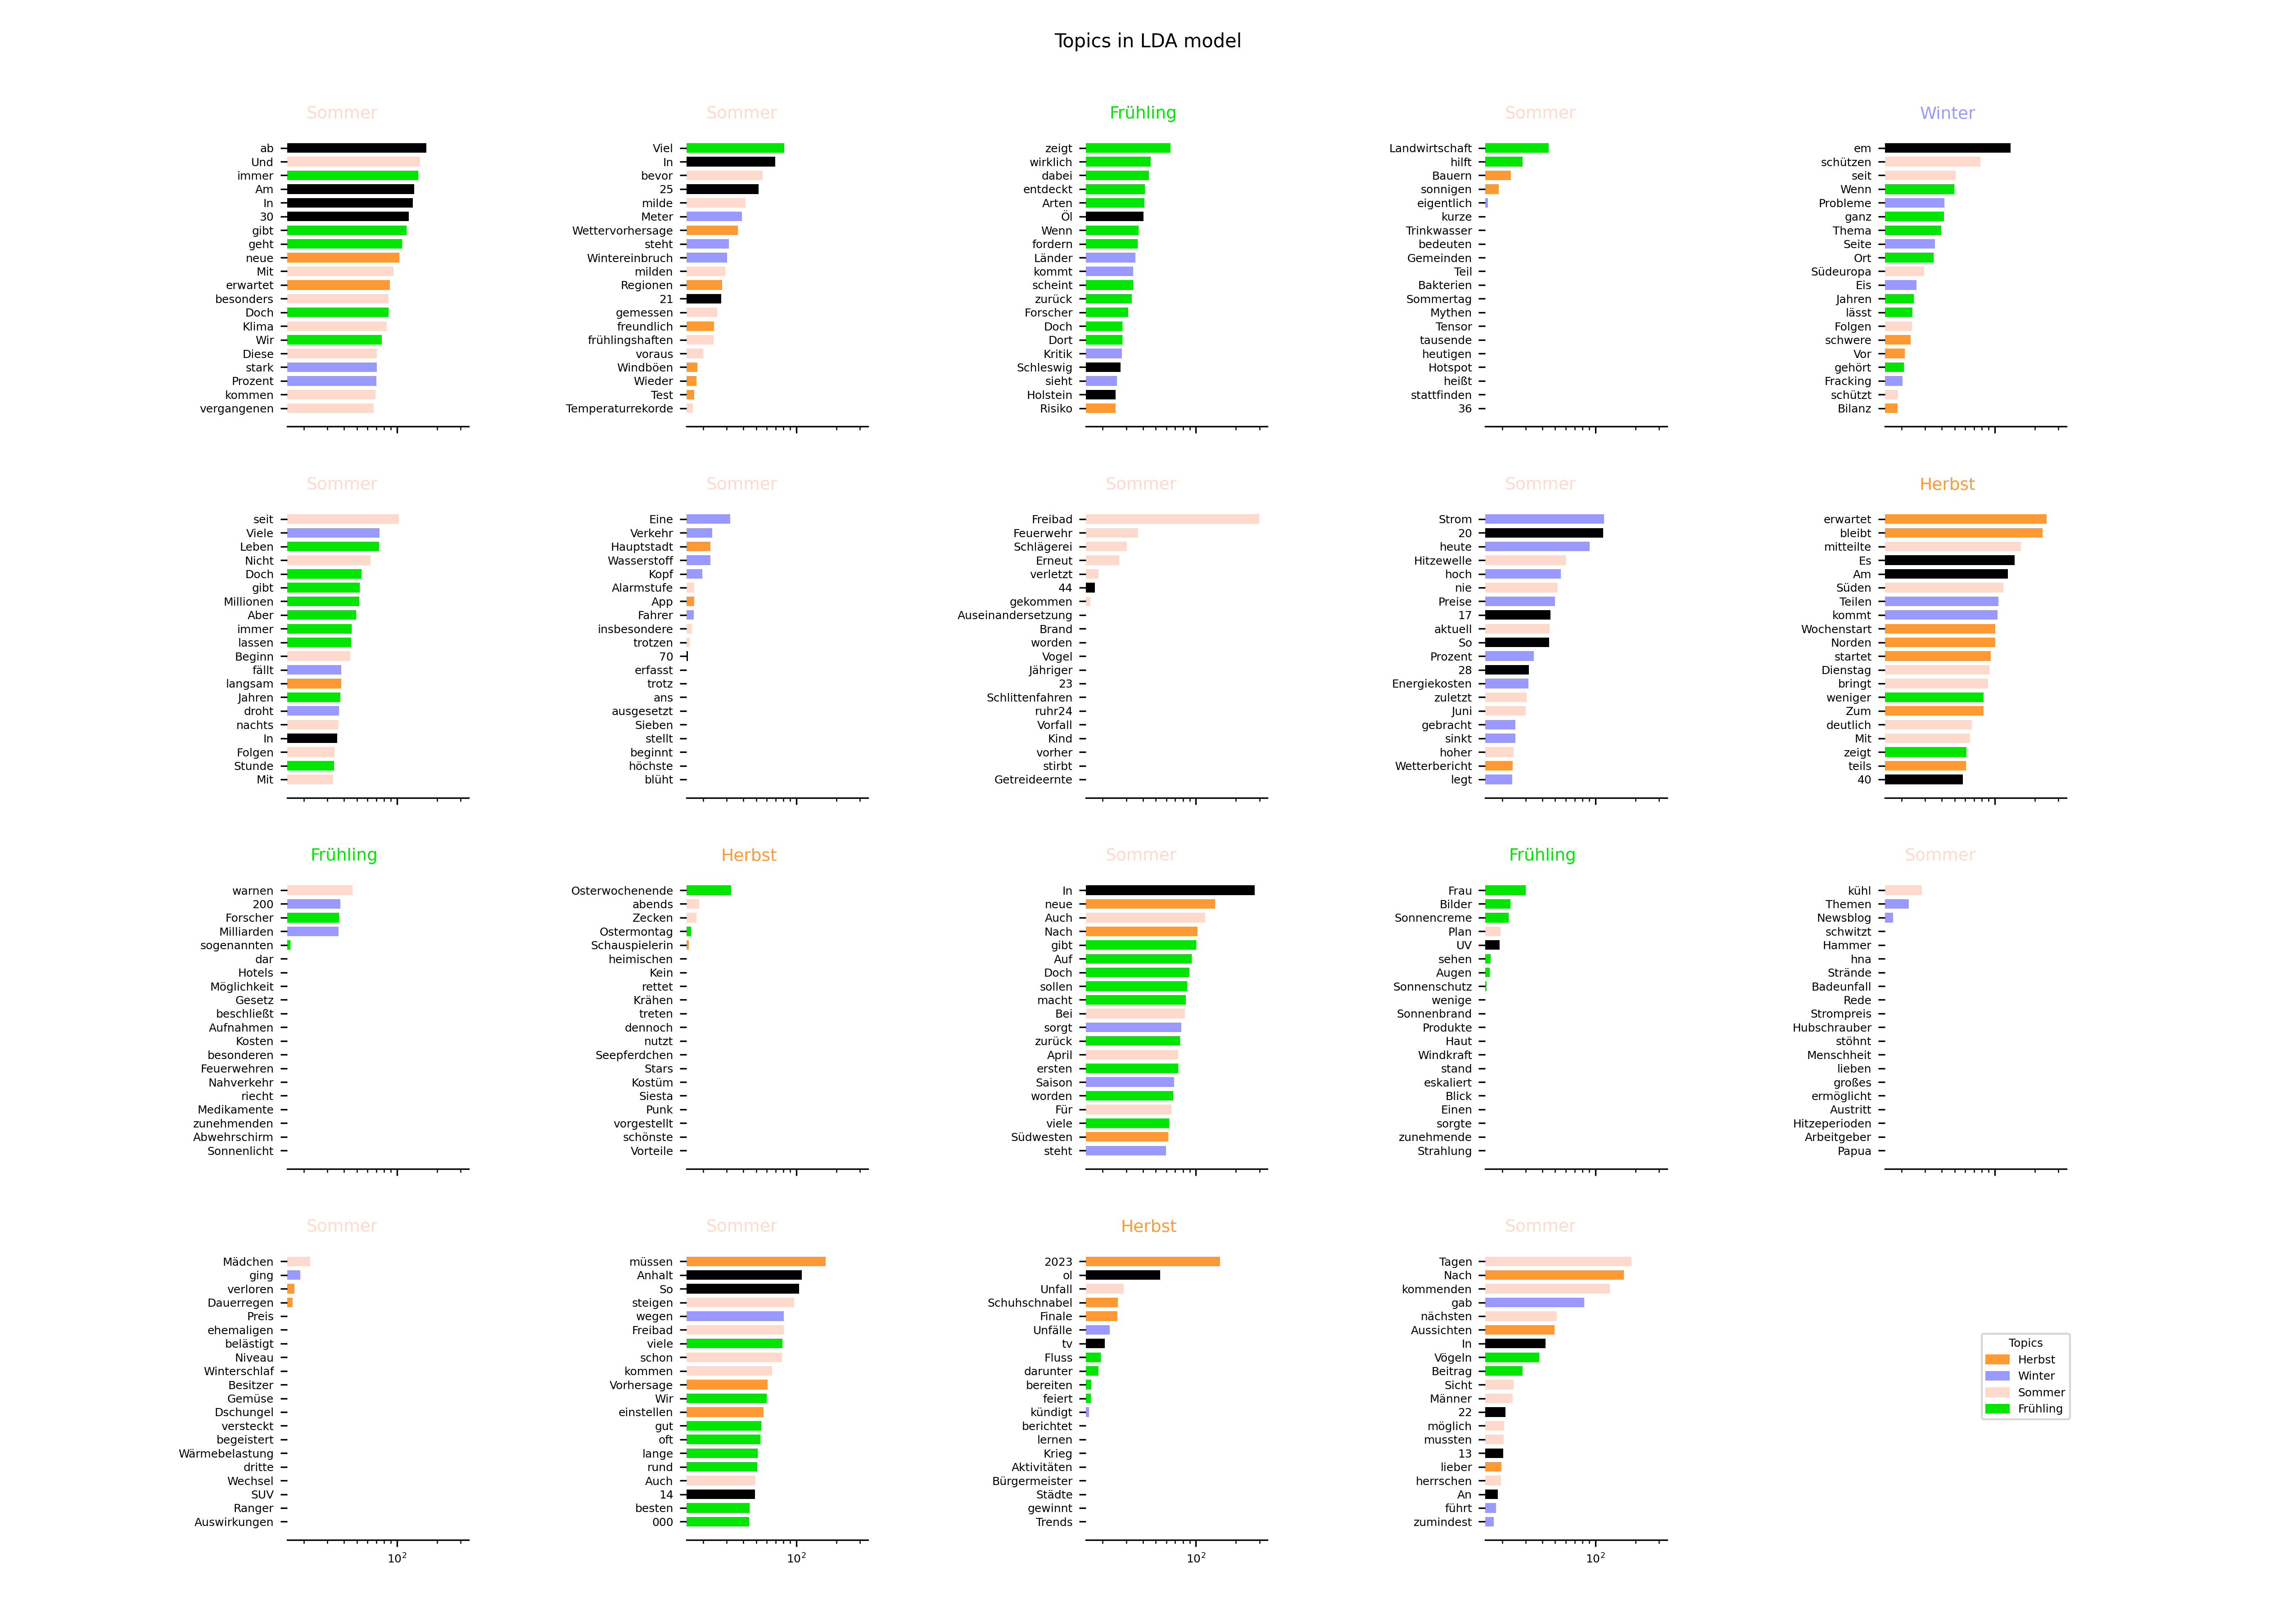 Topics in LDA model
Sommer
ab
Und
immer
Am
In
30
gibt
geht
neue
Mit
erwartet
besonders
Doch
Klima
Wir
Diese
stark
Prozent
kommen
vergangenen
Sommer
Viel
In
bevor
25
milde
Meter
Wettervorhersage
steht
Wintereinbruch
milden
Regionen
21
gemessen
freundlich
frühlingshaften
voraus
Windböen
Wieder
Test
Temperaturrekorde
Frühling
zeigt
wirklich
dabei
entdeckt
Arten
Öl
Wenn
fordern
Länder
kommt
scheint
zurück
Forscher
Doch
Dort
Kritik
Schleswig
sieht
Holstein
Risiko
Sommer
Landwirtschaft
hilft
Bauern
sonnigen
eigentlich
kurze
Trinkwasser
bedeuten
Gemeinden
Teil
Bakterien
Sommertag
Mythen
Tensor
tausende
heutigen
Hotspot
heißt
stattfinden
36
Winter
em
schützen
seit
Wenn
Probleme
ganz
Thema
Seite
Ort
Südeuropa
Eis
Jahren
lässt
Folgen
schwere
Vor
gehört
Fracking
schützt
Bilanz
Sommer
seit
Viele
Leben
Nicht
Doch
gibt
Millionen
Aber
immer
lassen
Beginn
fällt
langsam
Jahren
droht
nachts
In
Folgen
Stunde
Mit
Sommer
Eine
Verkehr
Hauptstadt
Wasserstoff
Kopf
Alarmstufe
App
Fahrer
insbesondere
trotzen
70
erfasst
trotz
ans
ausgesetzt
Sieben
stellt
beginnt
höchste
blüht
Sommer
Freibad
Feuerwehr
Schlägerei
Erneut
verletzt
44
gekommen
Auseinandersetzung
Brand
worden
Vogel
Jähriger
23
Schlittenfahren
ruhr24
Vorfall
Kind
vorher
stirbt
Getreideernte
Sommer
Strom
20
heute
Hitzewelle
hoch
nie
Preise
17
aktuell
So
Prozent
28
Energiekosten
zuletzt
Juni
gebracht
sinkt
hoher
Wetterbericht
legt
Herbst
erwartet
bleibt
mitteilte
Es
Am
Süden
Teilen
kommt
Wochenstart
Norden
startet
Dienstag
bringt
weniger
Zum
deutlich
Mit
zeigt
teils
40
Frühling
warnen
200
Forscher
Milliarden
sogenannten
dar
Hotels
Möglichkeit
Gesetz
beschließt
Aufnahmen
Kosten
besonderen
Feuerwehren
Nahverkehr
riecht
Medikamente
zunehmenden
Abwehrschirm
Sonnenlicht
Herbst
Osterwochenende
abends
Zecken
Ostermontag
Schauspielerin
heimischen
Kein
rettet
Krähen
treten
dennoch
nutzt
Seepferdchen
Stars
Kostüm
Siesta
Punk
vorgestellt
schönste
Vorteile
Sommer
In
neue
Auch
Nach
gibt
Auf
Doch
sollen
macht
Bei
sorgt
zurück
April
ersten
Saison
worden
Für
viele
Südwesten
steht
Frühling
Frau
Bilder
Sonnencreme
Plan
UV
sehen
Augen
Sonnenschutz
wenige
Sonnenbrand
Produkte
Haut
Windkraft
stand
eskaliert
Blick
Einen
sorgte
zunehmende
Strahlung
Sommer
kühl
Themen
Newsblog
schwitzt
Hammer
hna
Strände
Badeunfall
Rede
Strompreis
Hubschrauber
stöhnt
Menschheit
lieben
großes
ermöglicht
Austritt
Hitzeperioden
Arbeitgeber
Papua
Sommer
Mädchen
ging
verloren
Dauerregen
Preis
ehemaligen
belästigt
Niveau
Winterschlaf
Besitzer
Gemüse
Dschungel
versteckt
begeistert
Wärmebelastung
dritte
Wechsel
SUV
Ranger
Auswirkungen
10²
Sommer
müssen
Anhalt
So
steigen
wegen
Freibad
viele
schon
kommen
Vorhersage
Wir
einstellen
gut
oft
lange
rund
Auch
14
besten
000
10²
Herbst
2023
ol
Unfall
Schuhschnabel
Finale
Unfälle
tv
Fluss
darunter
bereiten
feiert
kündigt
berichtet
lernen
Krieg
Aktivitäten
Bürgermeister
Städte
gewinnt
Trends
10²
Sommer
Tagen
Nach
kommenden
gab
nächsten
Aussichten
In
Vögeln
Beitrag
Sicht
Männer
22
möglich
mussten
13
lieber
herrschen
An
führt
zumindest
10²
Topics
Herbst
Winter
Sommer
Frühling